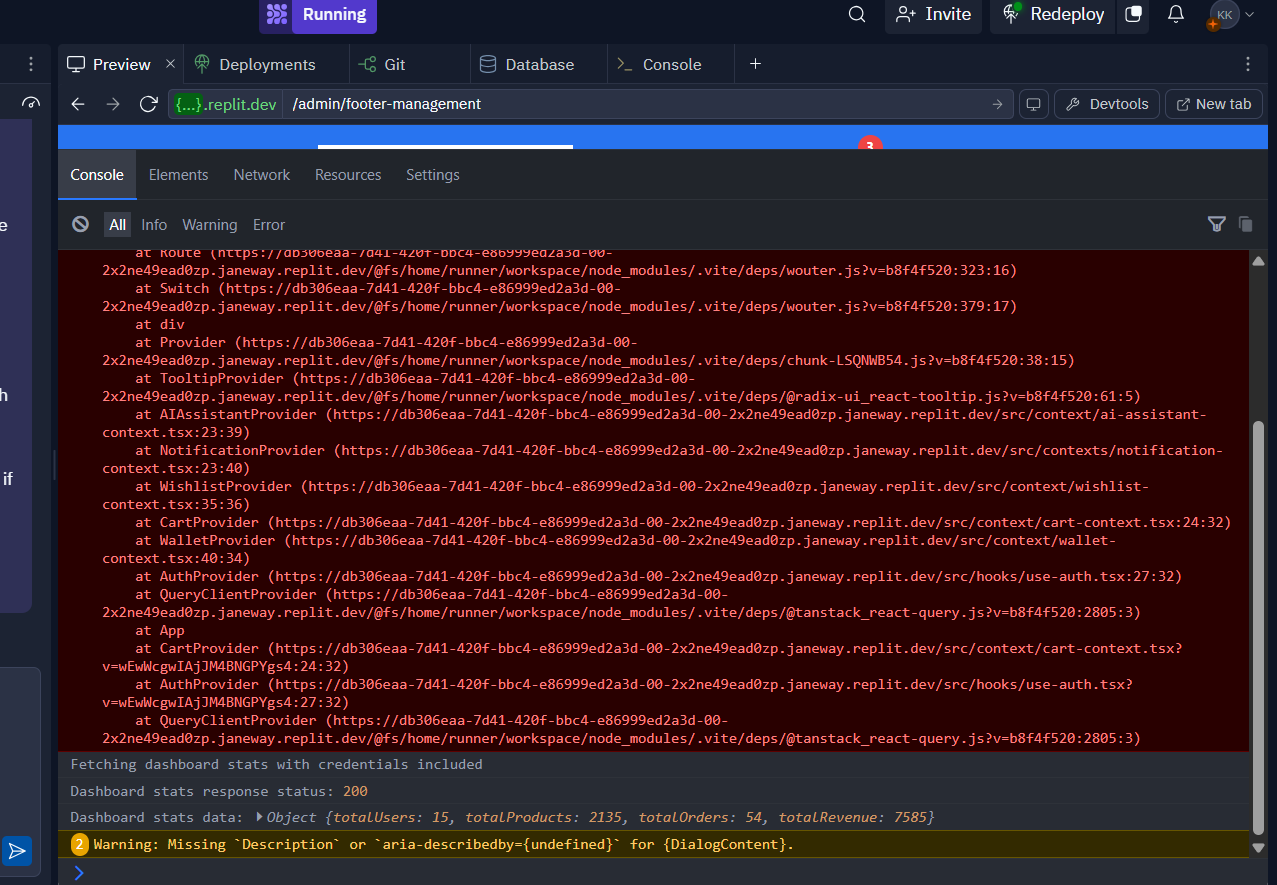 Running
Invite
Redeploy
KK
Preview
Deployments
Git
Database
Console
{...}.replit.dev
/admin/footer-management
Devtools
New tab
3
Console
Elements
Network
Resources
Settings
All
Info
Warning
Error
e
h
if
at Route (https://db306eaa-7d41-420f-bbc4-e86999ed2a3d-00-
2x2ne49ead0zp.janeway.replit.dev/@fs/home/runner/workspace/node_modules/.vite/deps/wouter.js?v=b8f4f520:323:16)
at Switch (https://db306eaa-7d41-420f-bbc4-e86999ed2a3d-00-
2x2ne49ead0zp.janeway.replit.dev/@fs/home/runner/workspace/node_modules/.vite/deps/wouter.js?v=b8f4f520:379:17)
at div
at Provider (https://db306eaa-7d41-420f-bbc4-e86999ed2a3d-00-
2x2ne49ead0zp.janeway.replit.dev/@fs/home/runner/workspace/node_modules/.vite/deps/chunk-LSQNWB54.js?v=b8f4f520:38:15)
at TooltipProvider (https://db306eaa-7d41-420f-bbc4-e86999ed2a3d-00-
2x2ne49ead0zp.janeway.replit.dev/@fs/home/runner/workspace/node_modules/.vite/deps/@radix-ui_react-tooltip.js?v=b8f4f520:61:5)
at AIAssistantProvider (https://db306eaa-7d41-420f-bbc4-e86999ed2a3d-00-2x2ne49ead0zp.janeway.replit.dev/src/context/ai-assistant-
context.tsx:23:39)
at NotificationProvider (https://db306eaa-7d41-420f-bbc4-e86999ed2a3d-00-2x2ne49ead0zp.janeway.replit.dev/src/contexts/notification-
context.tsx:23:40)
at WishlistProvider (https://db306eaa-7d41-420f-bbc4-e86999ed2a3d-00-2x2ne49ead0zp.janeway.replit.dev/src/context/wishlist-
context.tsx:35:36)
at CartProvider (https://db306eaa-7d41-420f-bbc4-e86999ed2a3d-00-2x2ne49ead0zp.janeway.replit.dev/src/context/cart-context.tsx:24:32)
at WalletProvider (https://db306eaa-7d41-420f-bbc4-e86999ed2a3d-00-2x2ne49ead0zp.janeway.replit.dev/src/context/wallet-
context.tsx:40:34)
at AuthProvider (https://db306eaa-7d41-420f-bbc4-e86999ed2a3d-00-2x2ne49ead0zp.janeway.replit.dev/src/hooks/use-auth.tsx:27:32)
at QueryClientProvider (https://db306eaa-7d41-420f-bbc4-e86999ed2a3d-00-
2x2ne49ead0zp.janeway.replit.dev/@fs/home/runner/workspace/node_modules/.vite/deps/@tanstack_react-query.js?v=b8f4f520:2805:3)
at App
at CartProvider (https://db306eaa-7d41-420f-bbc4-e86999ed2a3d-00-2x2ne49ead0zp.janeway.replit.dev/src/context/cart-context.tsx?
v=wEwWcgwIAjJM4BNGPYgs4:24:32)
at AuthProvider (https://db306eaa-7d41-420f-bbc4-e86999ed2a3d-00-2x2ne49ead0zp.janeway.replit.dev/src/hooks/use-auth.tsx?
v=wEwWcgwIAjJM4BNGPYgs4:27:32)
at QueryClientProvider (https://db306eaa-7d41-420f-bbc4-e86999ed2a3d-00-
2x2ne49ead0zp.janeway.replit.dev/@fs/home/runner/workspace/node_modules/.vite/deps/@tanstack_react-query.js?v=b8f4f520:2805:3)
Fetching dashboard stats with credentials included
Dashboard stats response status: 200
Dashboard stats data: Object {totalUsers: 15, totalProducts: 2135, totalOrders: 54, totalRevenue: 7585}
2 Warning: Missing `Description` or `aria-describedby={undefined}` for {DialogContent}.